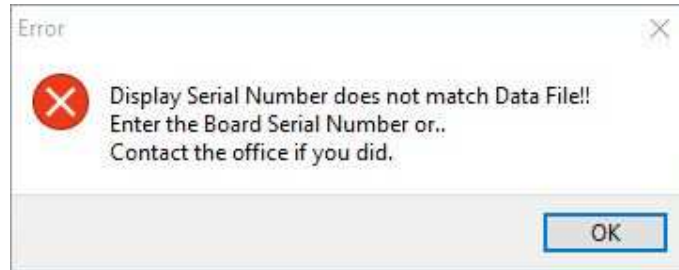 Error
Display Serial Number does not match Data File!!
Enter the Board Serial Number or..
Contact the office if you did.
OK